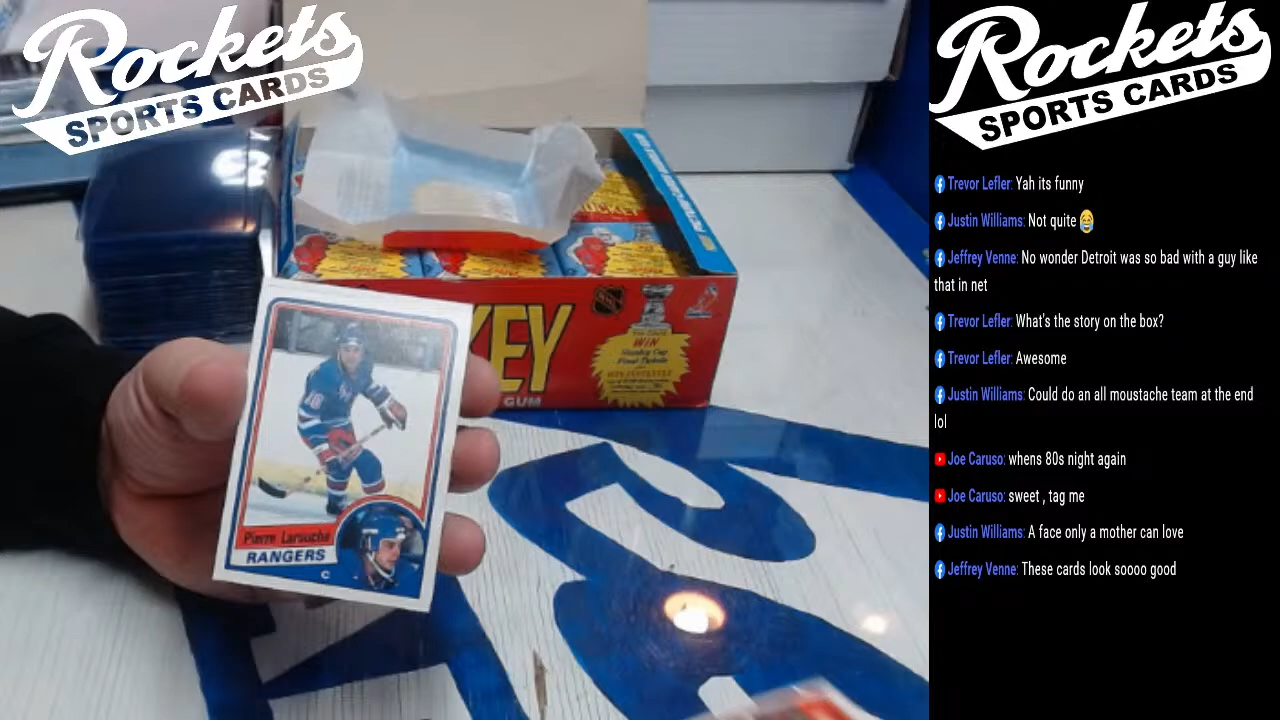 Rockets
SPORTS CARDS
Rockets
SPORTS CARDS
Trevor Lefler: Yah its funny
Justin Williams: Not quite 😂
Jeffrey Venne: No wonder Detroit was so bad with a guy like
that in net
Trevor Lefler: What's the story on the box?
Trevor Lefler: Awesome
Justin Williams: Could do an all moustache team at the end
lol
Joe Caruso: whens 80s night again
Joe Caruso: sweet , tag me
Justin Williams: A face only a mother can love
Jeffrey Venne: These cards look soooo good
KEY
GUM
NHL
WIN
Stanley Cup
16
Pierre Larouche
RANGERS
C